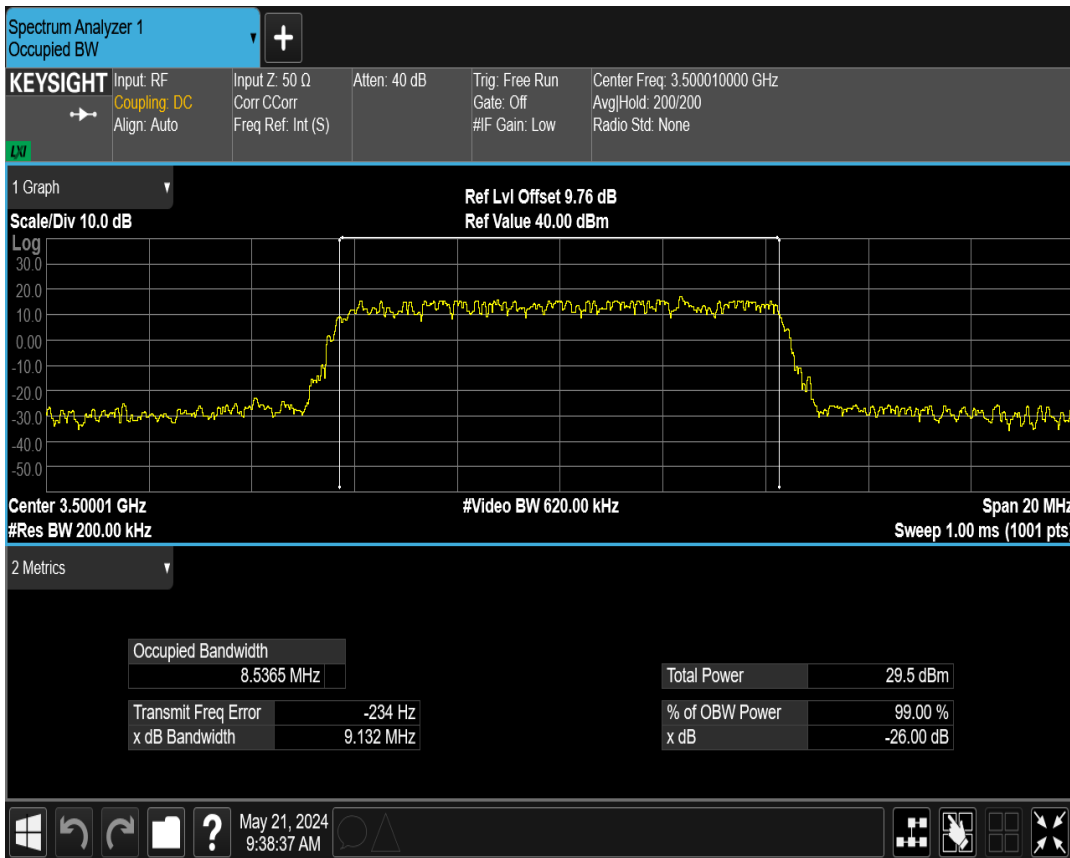 Spectrum Analyzer 1
Occupied BW
+
KEYSIGHT
LXI
Input: RF
Coupling: DC
Align: Auto
Input Z: 50 Ω
Corr CCorr
Freq Ref: Int (S)
Atten: 40 dB
Trig: Free Run
Gate: Off
#IF Gain: Low
Center Freq: 3.500010000 GHz
Avg|Hold: 200/200
Radio Std: None
1 Graph
Scale/Div 10.0 dB
Ref Lvl Offset 9.76 dB
Ref Value 40.00 dBm
Log
30.0
20.0
10.0
0.00
-10.0
-20.0
-30.0
-40.0
-50.0
Center 3.50001 GHz
#Video BW 620.00 kHz
Span 20 MHz
#Res BW 200.00 kHz
Sweep 1.00 ms (1001 pts)
2 Metrics
Occupied Bandwidth
8.5365 MHz
Total Power 29.5 dBm
Transmit Freq Error -234 Hz
% of OBW Power 99.00 %
x dB Bandwidth 9.132 MHz
x dB -26.00 dB
?
May 21, 2024
9:38:37 AM